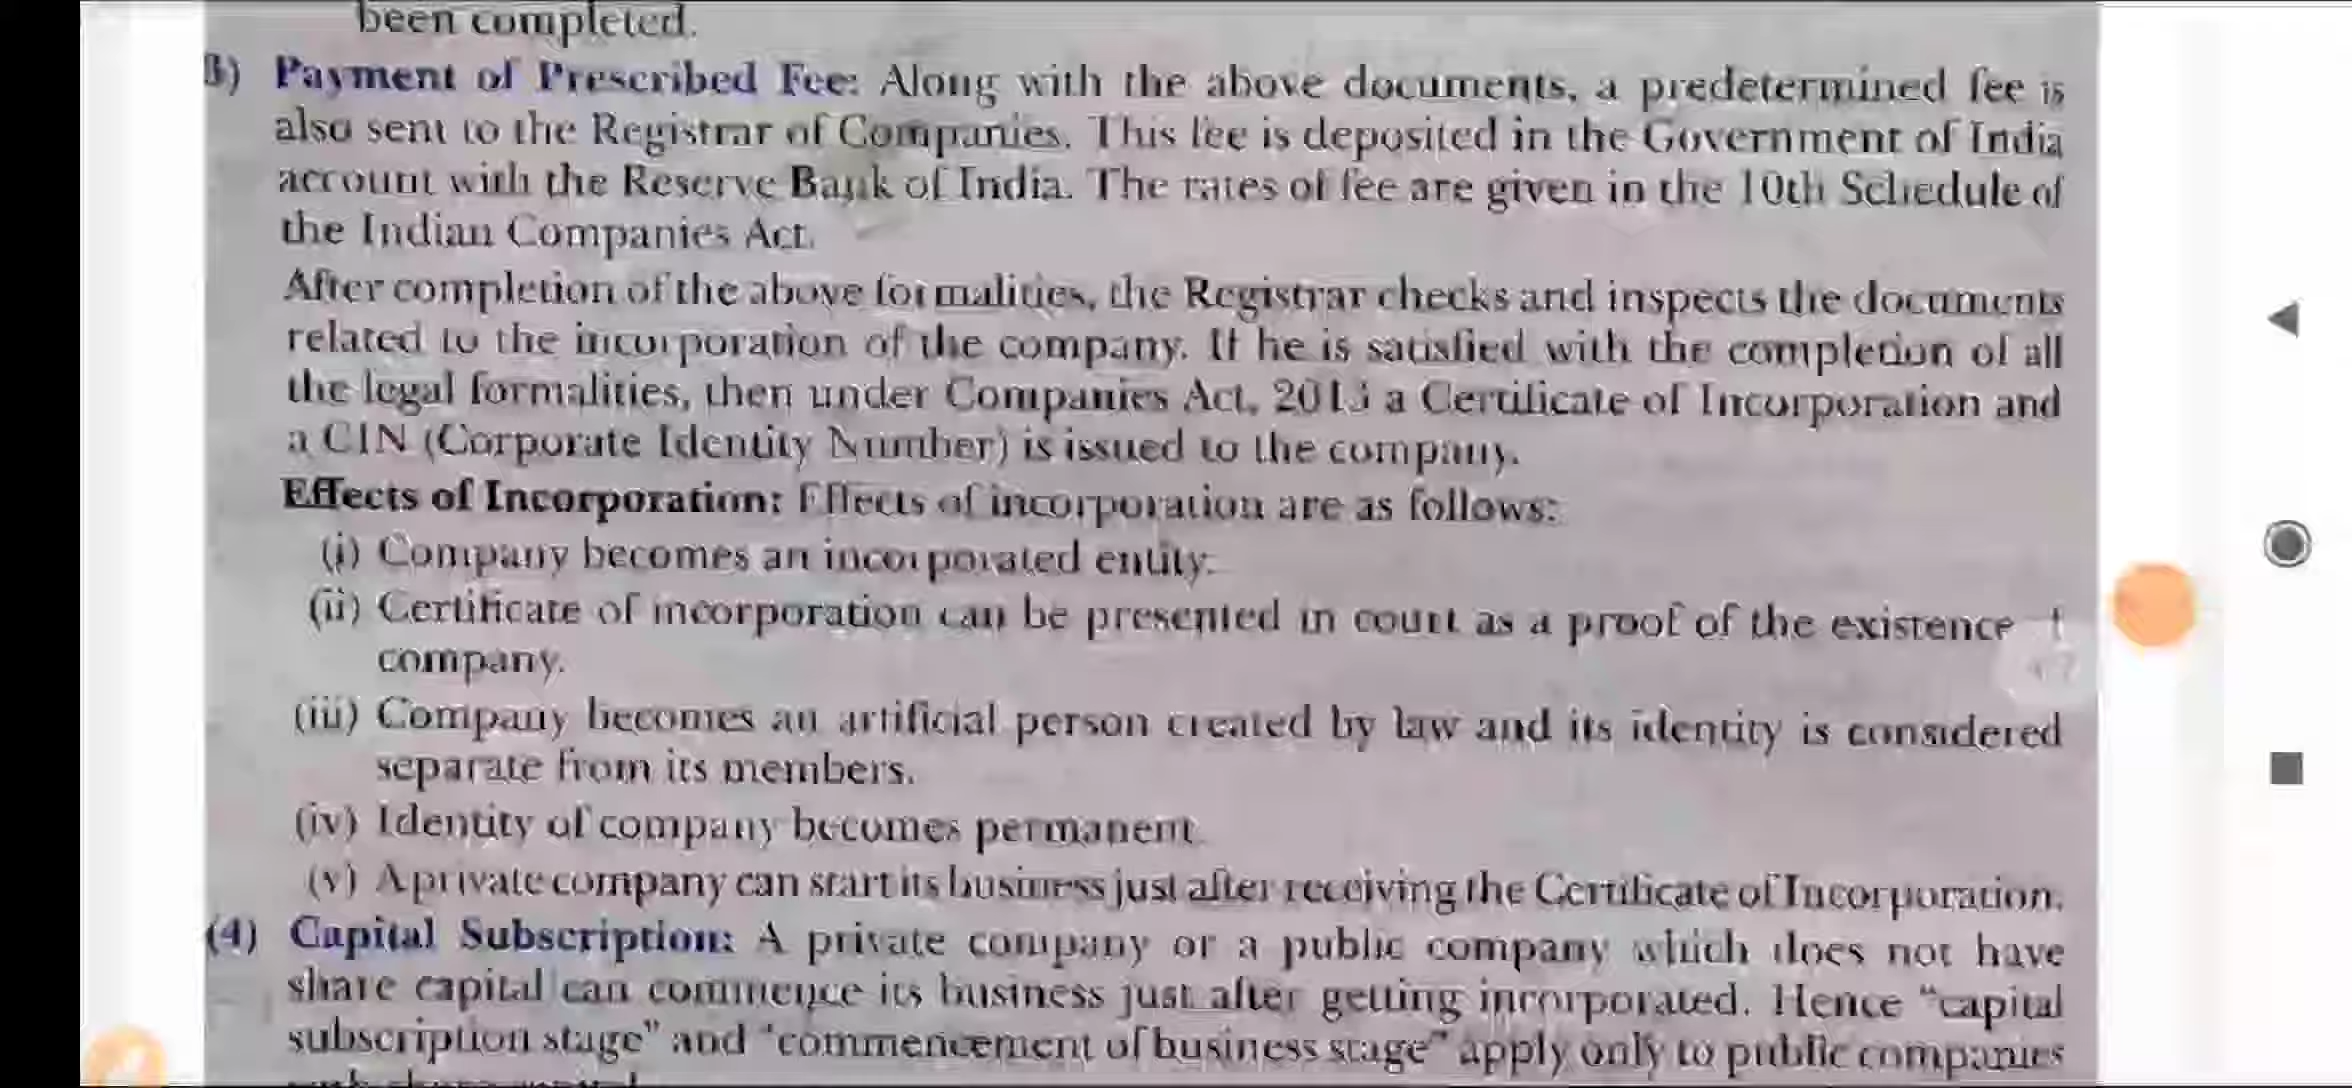 been completed.
3) Payment of Prescribed Fee: Along with the above documents, a predetermined fee is
also sent to the Registrar of Companies. This fee is deposited in the Government of India
account with the Reserve Bank of India. The rates of fee are given in the 10th Schedule of
the Indian Companies Act.
After completion of the above formalities, the Registrar checks and inspects the documents
related to the incorporation of the company. If he is satisfied with the completion of all
the legal formalities, then under Companies Act, 2013 a Certificate of Incorporation and
a CIN (Corporate Identity Number) is issued to the company.
Effects of Incorporation: Effects of incorporation are as follows:
(i) Company becomes an incorporated entity.
(ii) Certificate of incorporation can be presented in court as a proof of the existence
company.
(iii) Company becomes an artificial person created by law and its identity is considered
separate from its members.
(iv) Identity of company becomes permanent.
(v) A private company can start its business just after receiving the Certificate of Incorporation.
(4) Capital Subscription: A private company or a public company which does not have
share capital can commence its business just after getting incorporated. Hence "capital
subscription stage" and "commencement of business stage" apply only to public companies